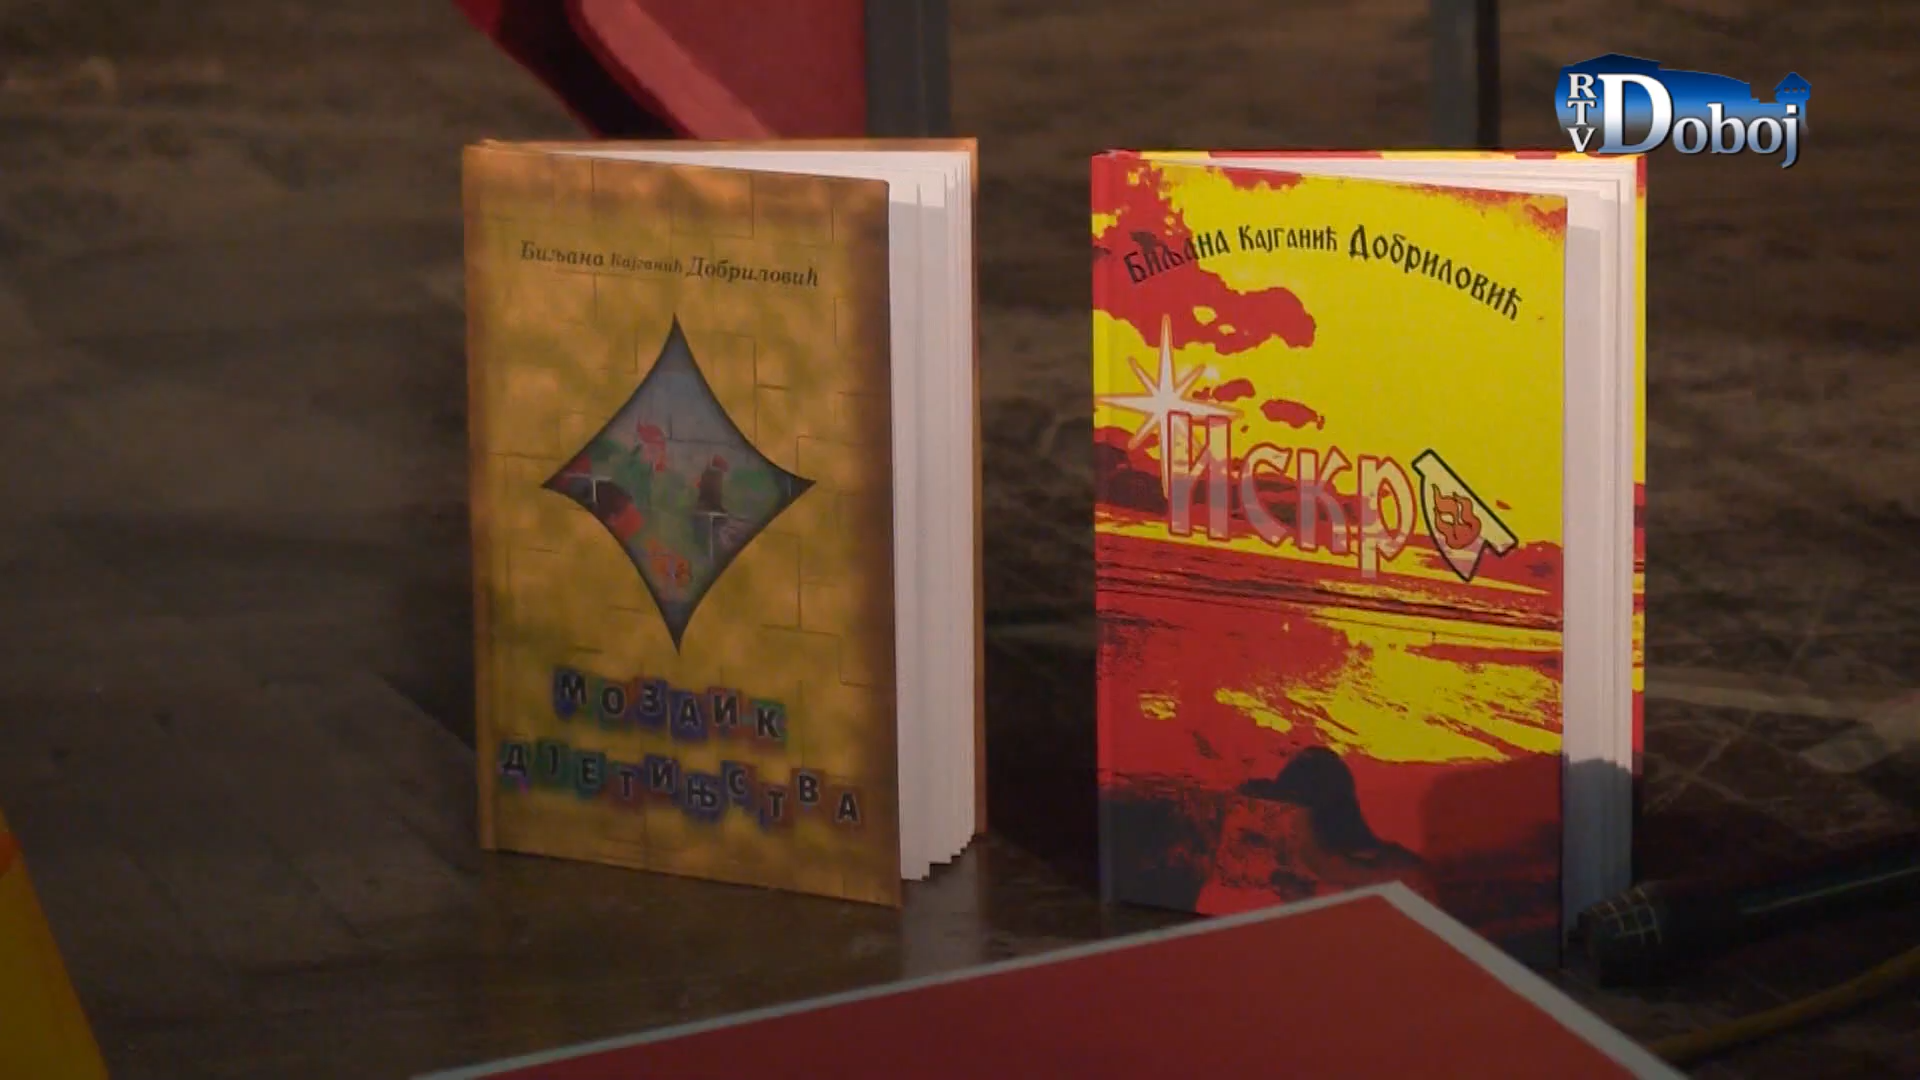 RTV Doboj
Биљана Кајганић Добриловић
МОЗАИК
ДЈЕТИЊСТВА
Биљана Кајганић Добриловић
Искра